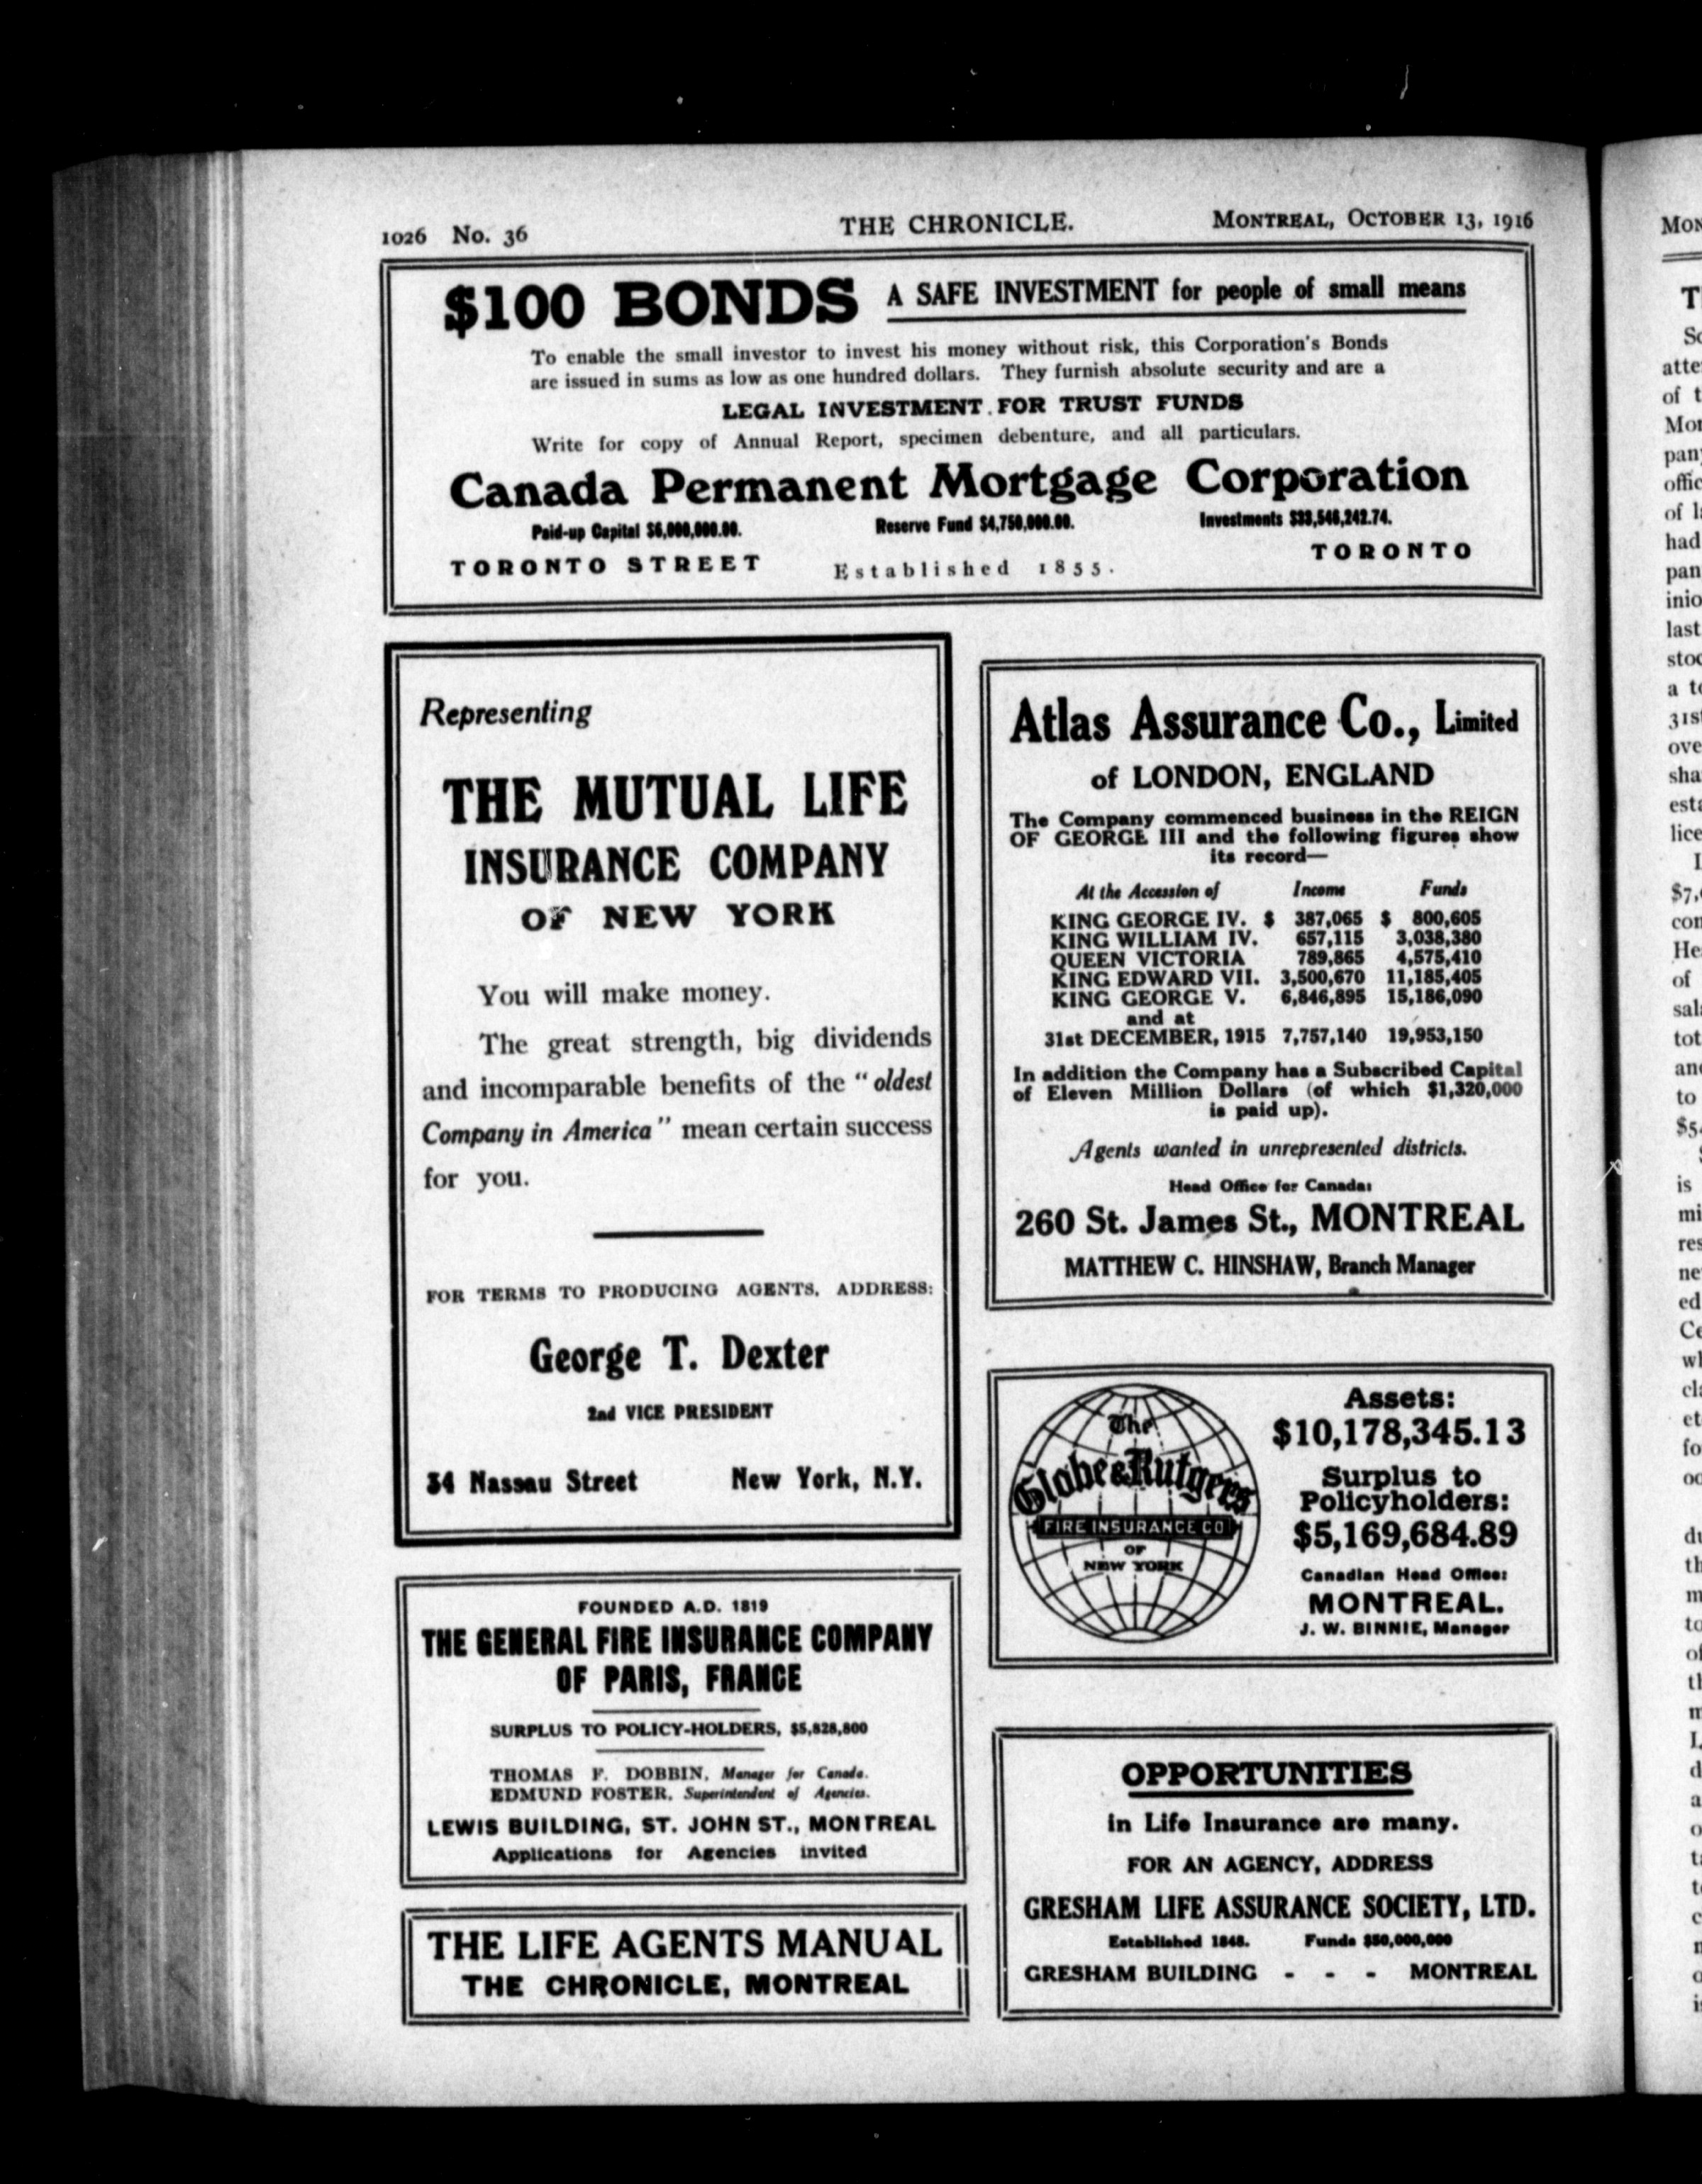 1026 No. 36
THE CHRONICLE.
MONTREAL, OCTOBER 13, 1916
$100 BONDS A SAFE INVESTMENT for people of small means
To enable the small investor to invest his money without risk, this Corporation's Bonds
are issued in sums as low as one hundred dollars. They furnish absolute security and are a
LEGAL INVESTMENT FOR TRUST FUNDS
Write for copy of Annual Report, specimen debenture, and all particulars.
Canada Permanent Mortgage Corporation
Paid-up Capital $6,000,000.00. Reserve Fund $4,750,000.00. Investments $33,546,242.74.
TORONTO STREET Established 1855. TORONTO
Representing
THE MUTUAL LIFE
INSURANCE COMPANY
OF NEW YORK
You will make money.
The great strength, big dividends
and incomparable benefits of the "oldest
Company in America" mean certain success
for you.
FOR TERMS TO PRODUCING AGENTS, ADDRESS:
George T. Dexter
2nd VICE PRESIDENT
34 Nassau Street New York, N.Y.
FOUNDED A.D. 1819
THE GENERAL FIRE INSURANCE COMPANY
OF PARIS, FRANCE
SURPLUS TO POLICY-HOLDERS, $5,828,800
THOMAS F. DOBBIN, Manager for Canada.
EDMUND FOSTER, Superintendent of Agencies.
LEWIS BUILDING, ST. JOHN ST., MONTREAL
Applications for Agencies invited
THE LIFE AGENTS MANUAL
THE CHRONICLE, MONTREAL
Atlas Assurance Co., Limited
of LONDON, ENGLAND
The Company commenced business in the REIGN
OF GEORGE III and the following figures show
its record—
At the Accession of Income Funds
KING GEORGE IV. $ 387,065 $ 800,605
KING WILLIAM IV. 657,115 3,038,380
QUEEN VICTORIA 789,865 4,575,410
KING EDWARD VII. 3,500,670 11,185,405
KING GEORGE V. 6,846,895 15,186,090
and at
31st DECEMBER, 1915 7,757,140 19,953,150
In addition the Company has a Subscribed Capital
of Eleven Million Dollars (of which $1,320,000
is paid up).
Agents wanted in unrepresented districts.
Head Office for Canada:
260 St. James St., MONTREAL
MATTHEW C. HINSHAW, Branch Manager
The
Globe & Rutgers
FIRE INSURANCE CO
OF
NEW YORK
Assets:
$10,178,345.13
Surplus to
Policyholders:
$5,169,684.89
Canadian Head Office:
MONTREAL.
J. W. BINNIE, Manager
OPPORTUNITIES
in Life Insurance are many.
FOR AN AGENCY, ADDRESS
GRESHAM LIFE ASSURANCE SOCIETY, LTD.
Established 1848. Funds $50,000,000
GRESHAM BUILDING - - - MONTREAL